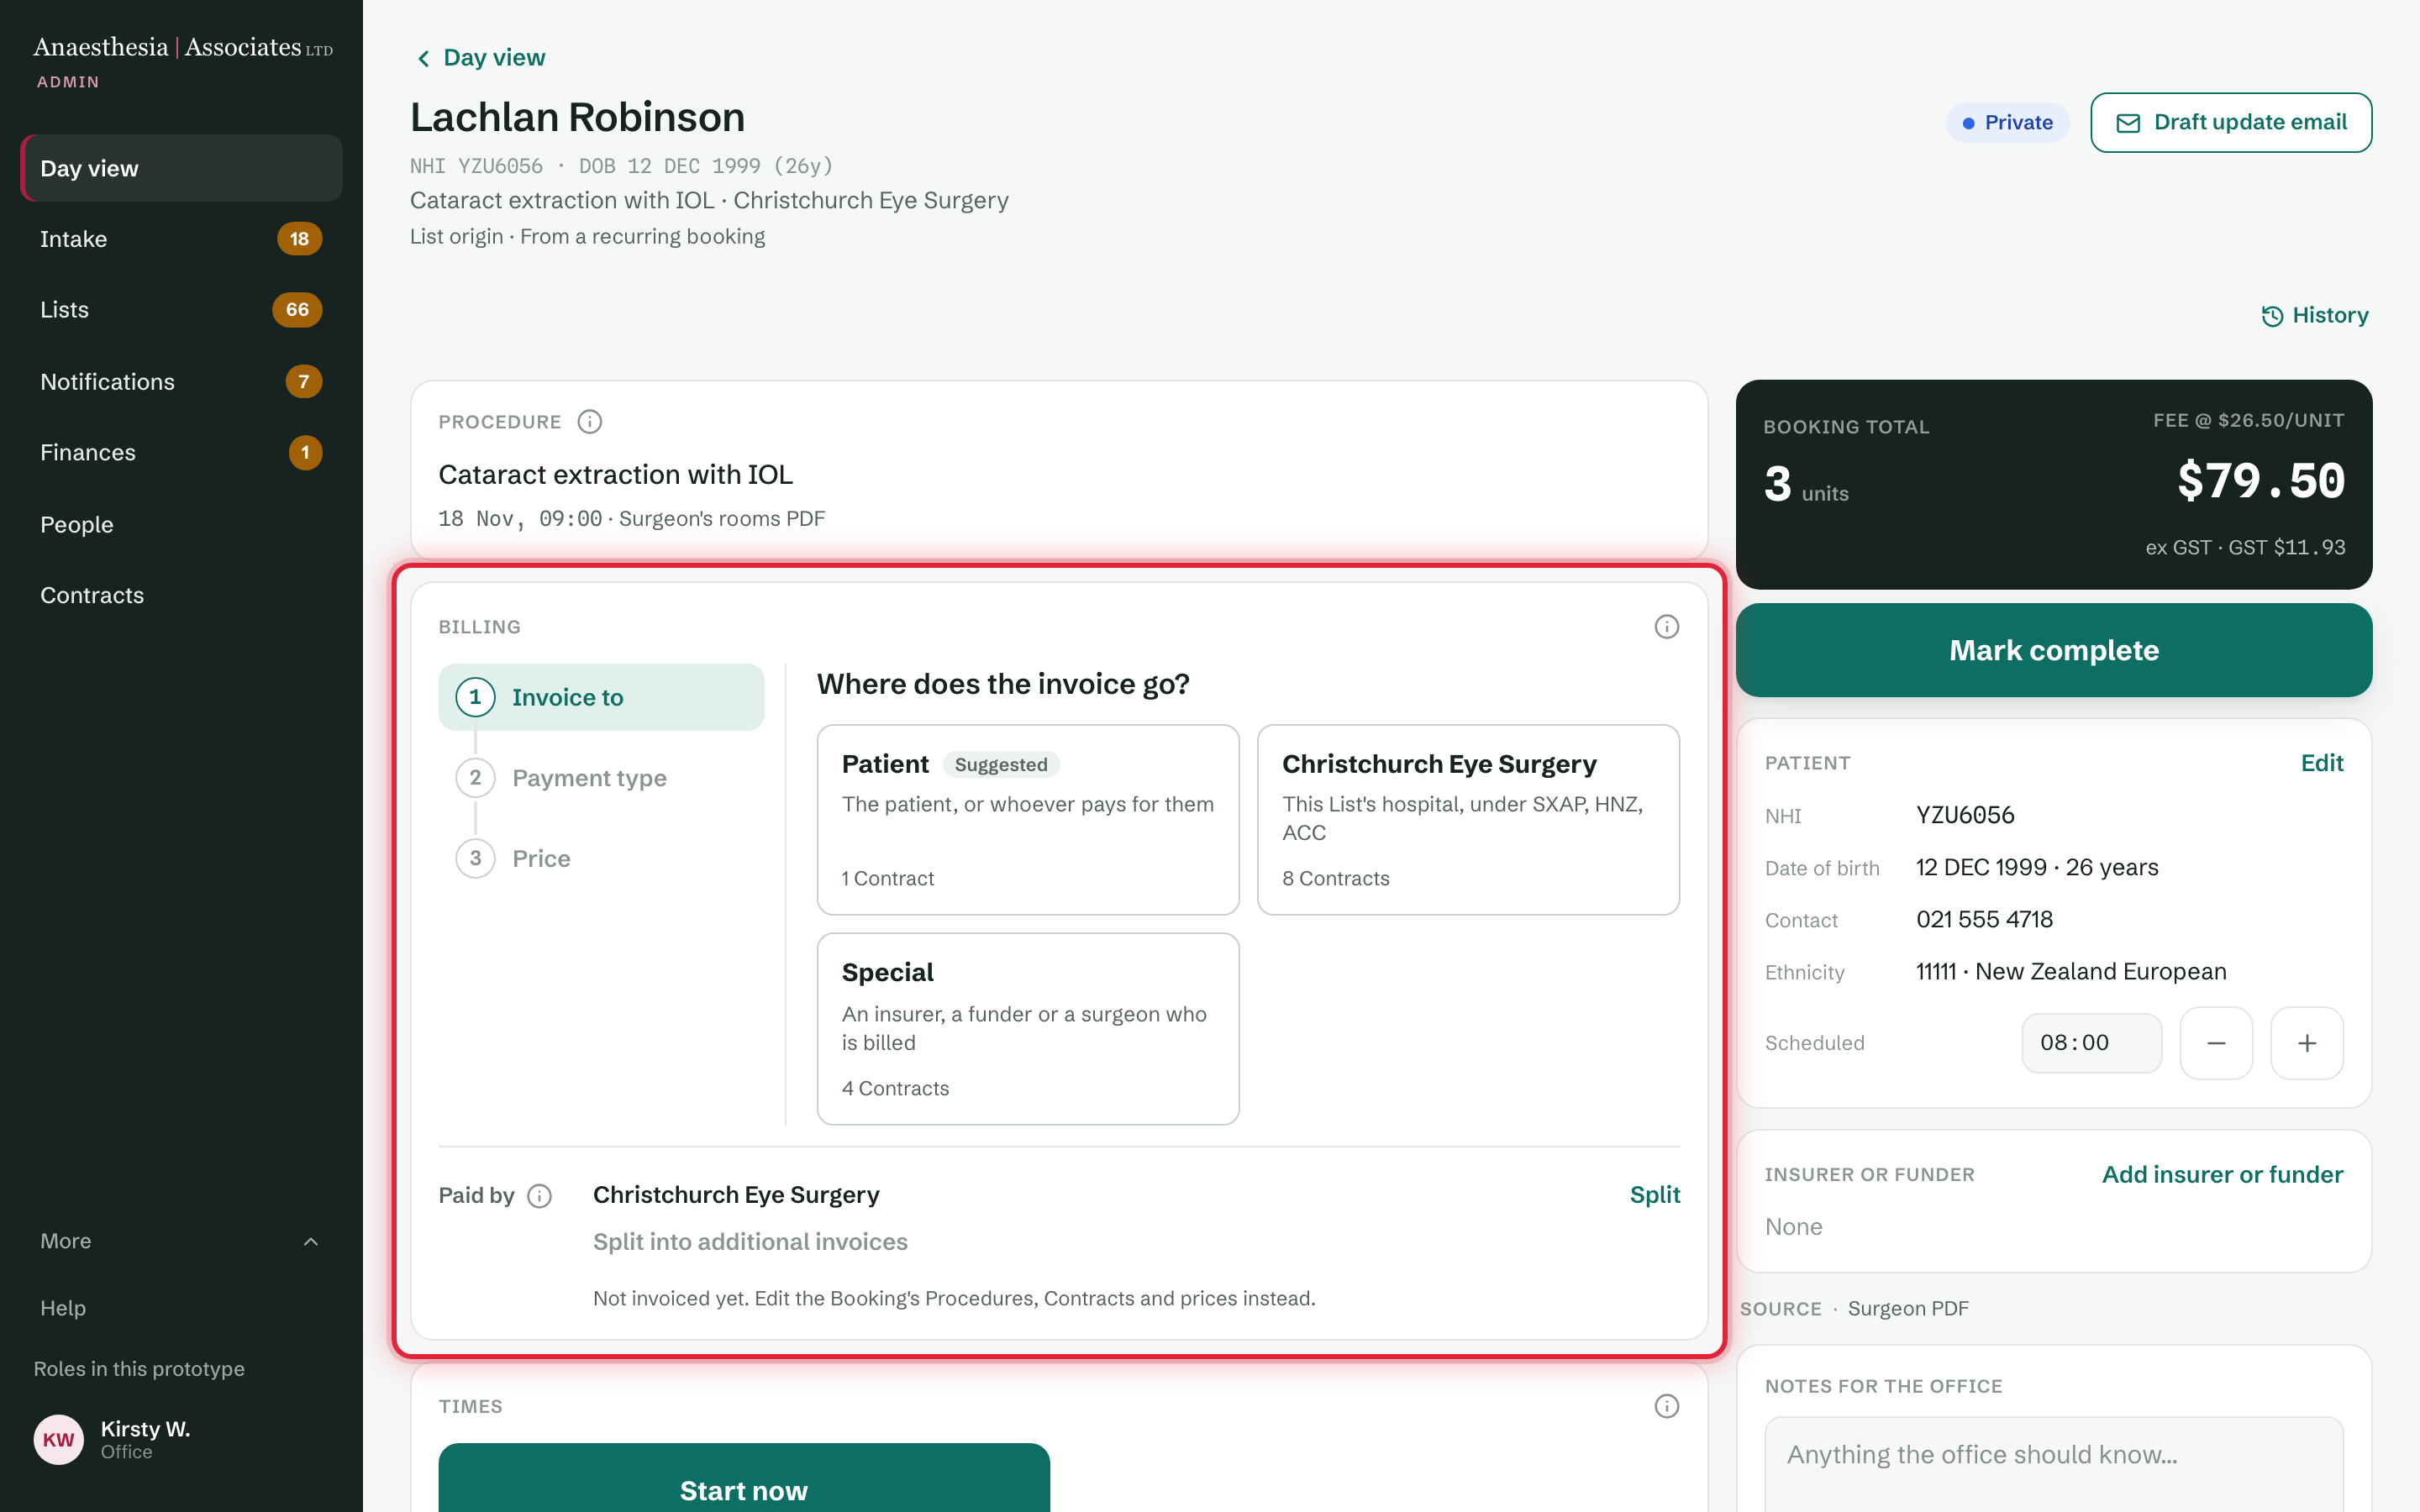 Anaesthesia | Associates LTD
ADMIN
Day view
Intake 18
Lists 66
Notifications 7
Finances 1
People
Contracts
More
Help
Roles in this prototype
KW Kirsty W.
Office
Day view
Lachlan Robinson
NHI YZU6056 · DOB 12 DEC 1999 (26y)
Cataract extraction with IOL · Christchurch Eye Surgery
List origin · From a recurring booking
Private
Draft update email
History
PROCEDURE
Cataract extraction with IOL
18 Nov, 09:00 · Surgeon's rooms PDF
BILLING
1 Invoice to
2 Payment type
3 Price
Where does the invoice go?
Patient Suggested
The patient, or whoever pays for them
1 Contract
Christchurch Eye Surgery
This List's hospital, under SXAP, HNZ,
ACC
8 Contracts
Special
An insurer, a funder or a surgeon who
is billed
4 Contracts
Paid by Christchurch Eye Surgery Split
Split into additional invoices
Not invoiced yet. Edit the Booking's Procedures, Contracts and prices instead.
TIMES
Start now
BOOKING TOTAL FEE @ $26.50/UNIT
3 units $79.50
ex GST · GST $11.93
Mark complete
PATIENT Edit
NHI YZU6056
Date of birth 12 DEC 1999 · 26 years
Contact 021 555 4718
Ethnicity 11111 · New Zealand European
Scheduled 08:00 − +
INSURER OR FUNDER Add insurer or funder
None
SOURCE · Surgeon PDF
NOTES FOR THE OFFICE
Anything the office should know...